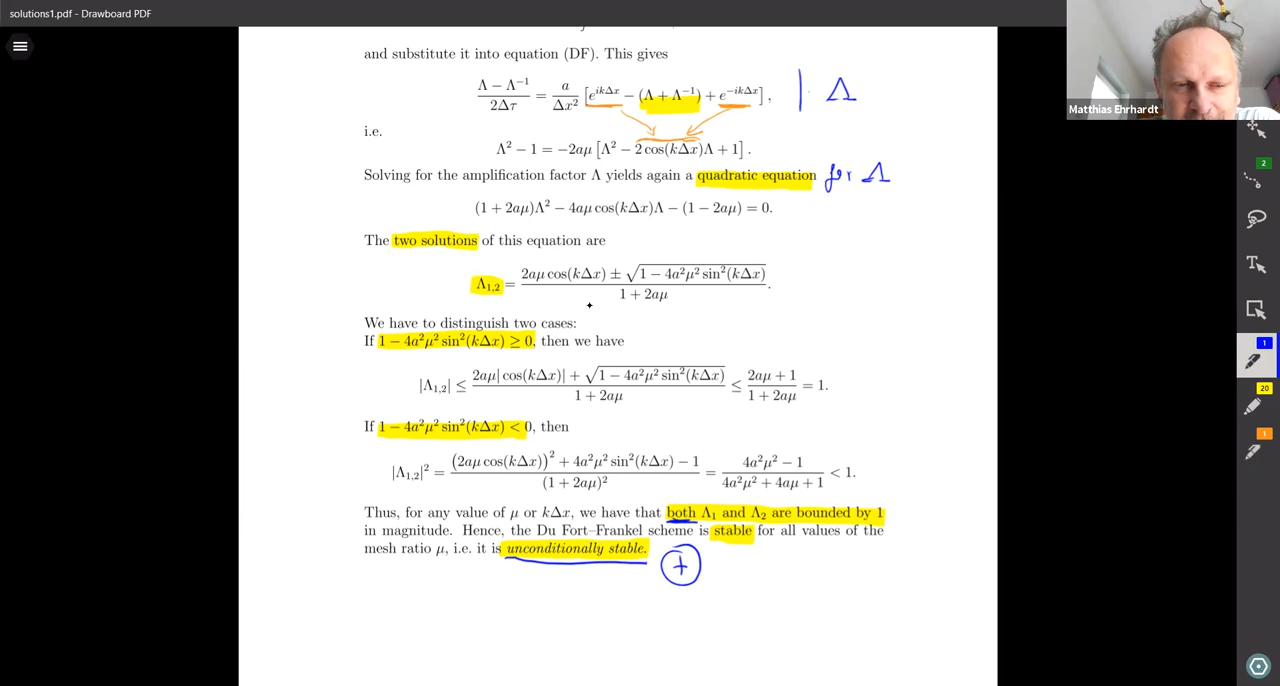 solutions1.pdf - Drawboard PDF
and substitute it into equation (DF). This gives
(Λ − Λ⁻¹)/(2Δτ) = a/Δx² [e^{ikΔx} − (Λ + Λ⁻¹) + e^{−ikΔx}], | Λ
i.e.
Λ² − 1 = −2aμ [Λ² − 2 cos(kΔx)Λ + 1].
Solving for the amplification factor Λ yields again a quadratic equation for Λ
(1 + 2aμ)Λ² − 4aμ cos(kΔx)Λ − (1 − 2aμ) = 0.
The two solutions of this equation are
Λ₁,₂ = (2aμ cos(kΔx) ± √(1 − 4a²μ² sin²(kΔx)))/(1 + 2aμ).
We have to distinguish two cases:
If 1 − 4a²μ² sin²(kΔx) ≥ 0, then we have
|Λ₁,₂| ≤ (2aμ| cos(kΔx)| + √(1 − 4a²μ² sin²(kΔx)))/(1 + 2aμ) ≤ (2aμ + 1)/(1 + 2aμ) = 1.
If 1 − 4a²μ² sin²(kΔx) < 0, then
|Λ₁,₂|² = ((2aμ cos(kΔx))² + 4a²μ² sin²(kΔx) − 1)/(1 + 2aμ)² = (4a²μ² − 1)/(4a²μ² + 4aμ + 1) < 1.
Thus, for any value of μ or kΔx, we have that both Λ₁ and Λ₂ are bounded by 1
in magnitude. Hence, the Du Fort–Frankel scheme is stable for all values of the
mesh ratio μ, i.e. it is unconditionally stable.
+
Matthias Ehrhardt
2
1
20
1